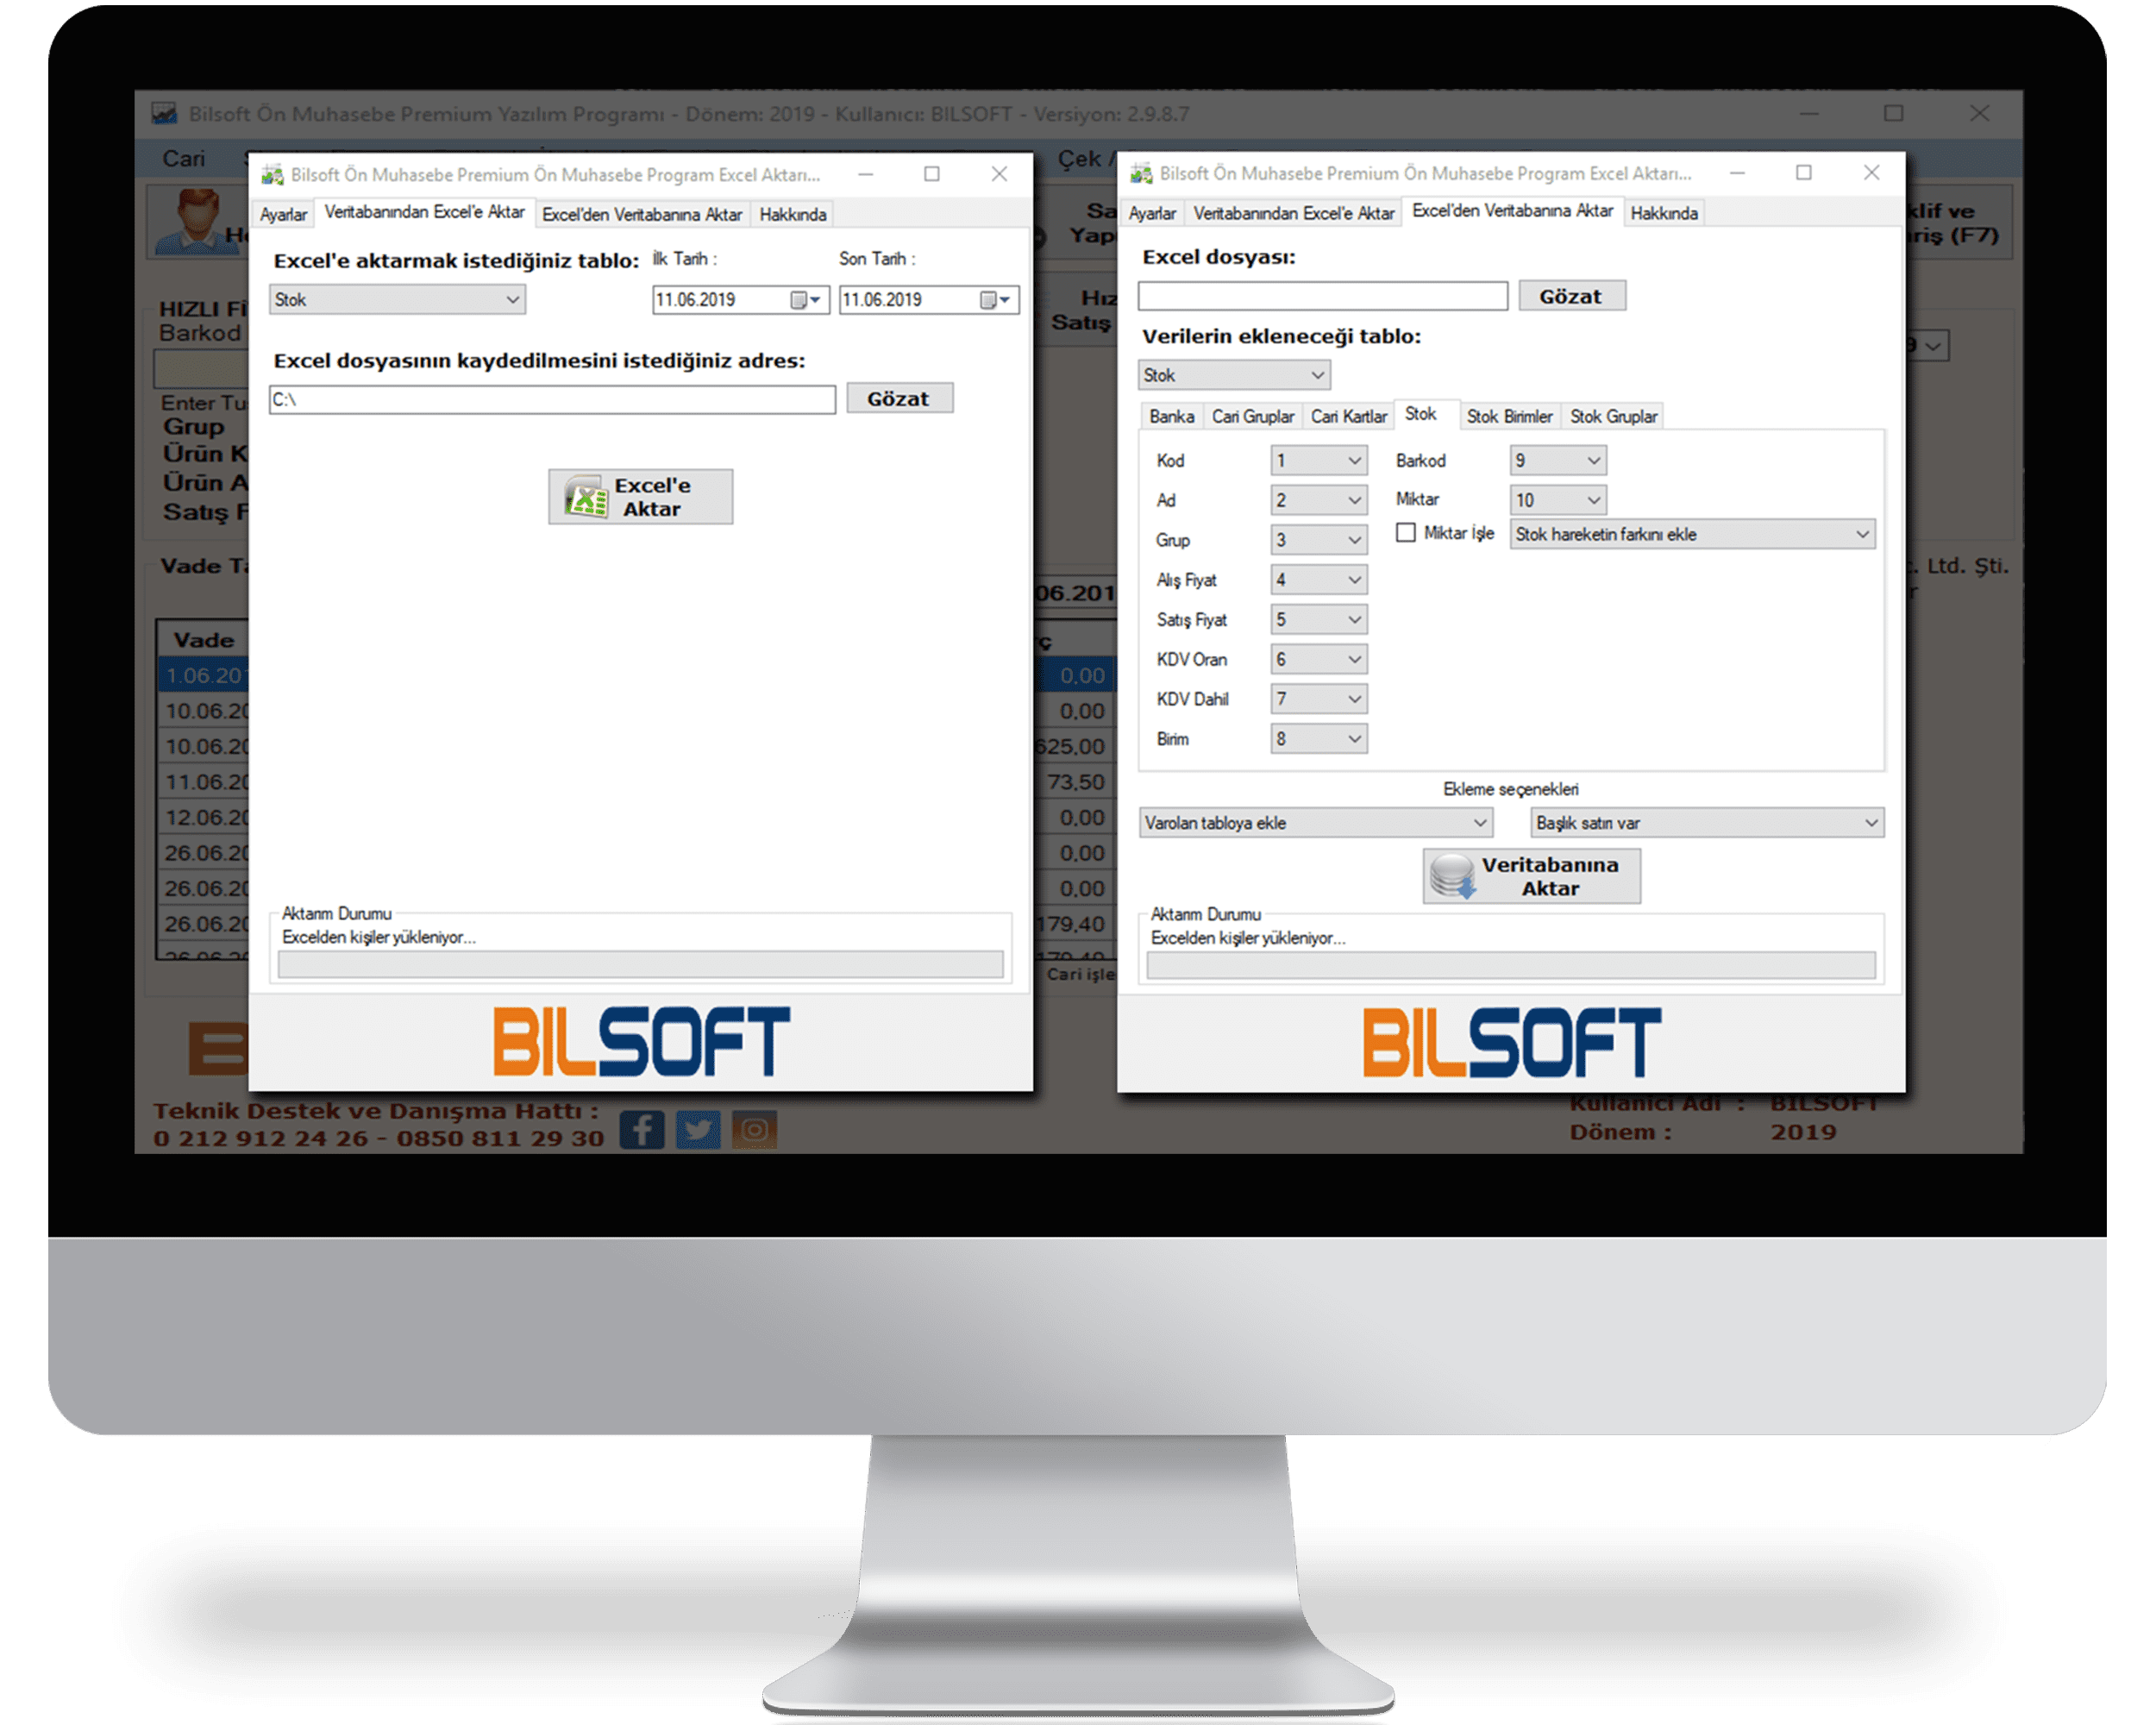 Bilsoft Ön Muhasebe Premium Yazılım Programı - Dönem: 2019 - Kullanıcı: BILSOFT - Versiyon: 2.9.8.7
Cari
Çek /
HIZLI
Barkod
Enter
Grup
Ürün
Ürün
Satış
Vade
Vade
1.06.201
10.06.20
10.06.20
11.06.20
12.06.20
26.06.20
26.06.20
26.06.20
Bilsoft Ön Muhasebe Premium Ön Muhasebe Program Excel Aktarı...
Ayarlar
Veritabanından Excel'e Aktar
Excel'den Veritabanına Aktar
Hakkında
Excel'e aktarmak istediğiniz tablo:
İlk Tarih :
Son Tarih :
Stok
11.06.2019
11.06.2019
Excel dosyasının kaydedilmesini istediğiniz adres:
C:\
Gözat
Excel'e
Aktar
Aktarım Durumu
Excelden kişiler yükleniyor...
BILSOFT
Satış
06.201
0,00
0,00
625,00
73,50
0,00
0,00
0,00
179,40
Cari işle
Bilsoft Ön Muhasebe Premium Ön Muhasebe Program Excel Aktarı...
Ayarlar
Veritabanından Excel'e Aktar
Excel'den Veritabanına Aktar
Hakkında
Excel dosyası:
Gözat
Verilerin ekleneceği tablo:
Stok
Banka
Cari Gruplar
Cari Kartlar
Stok
Stok Birimler
Stok Gruplar
Kod 1 Barkod 9
Ad 2 Miktar 10
Grup 3 Miktar İşle Stok hareketin farkını ekle
Alış Fiyat 4
Satış Fiyat 5
KDV Oran 6
KDV Dahil 7
Birim 8
Ekleme seçenekleri
Varolan tabloya ekle
Başlık satırı var
Veritabanına
Aktar
Aktarım Durumu
Excelden kişiler yükleniyor...
BILSOFT
klif ve
riş (F7)
Ltd. Şti.
Teknik Destek ve Danışma Hattı :
0 212 912 24 26 - 0850 811 29 30
Kullanıcı Adı : BILSOFT
Dönem : 2019